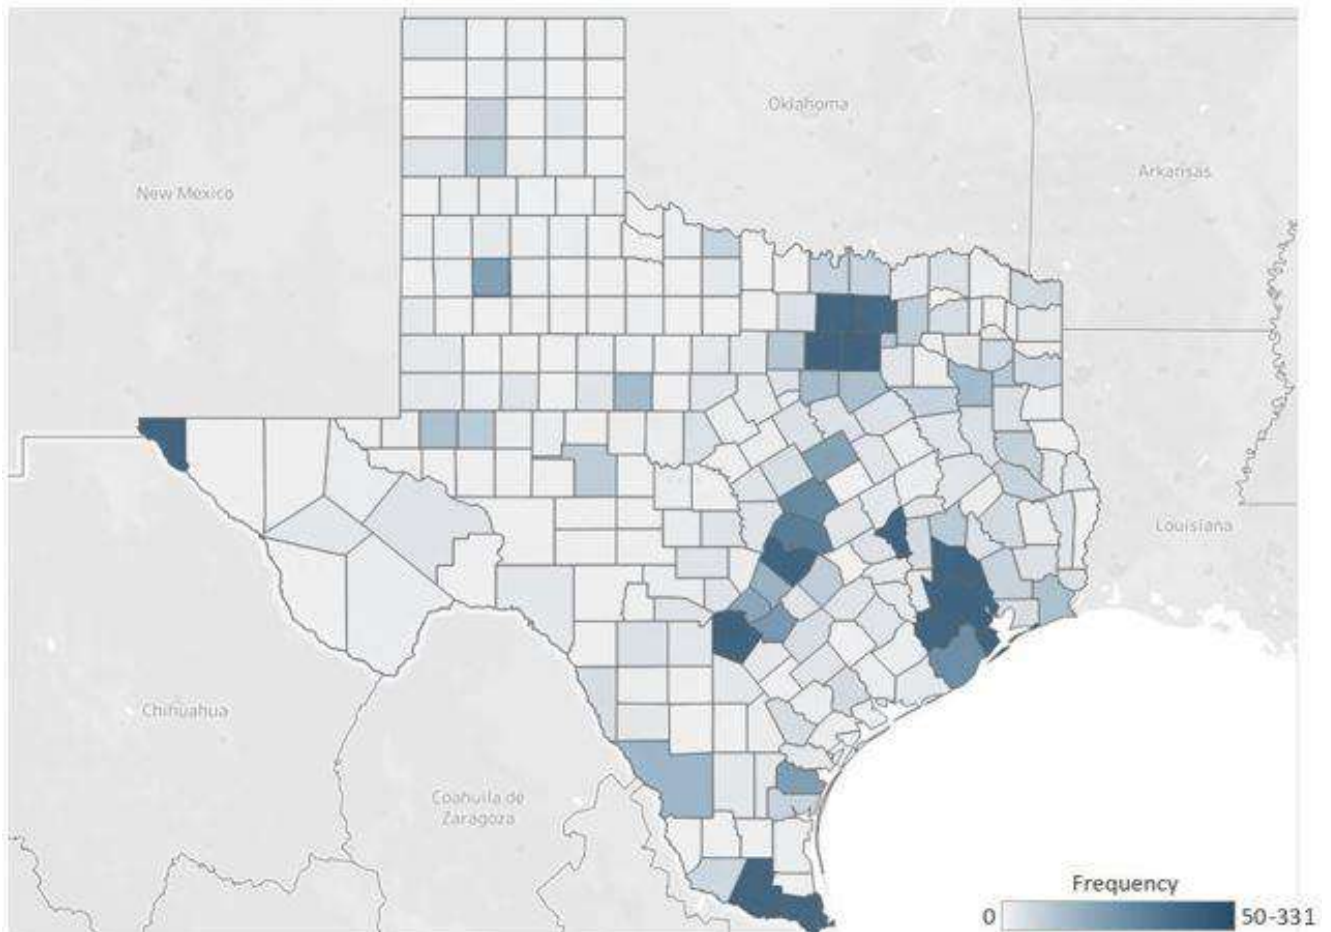 Oklahoma
Arkansas
New Mexico
Louisiana
Chihuahua
Coahuila de
Zaragoza
Frequency
0
50-331